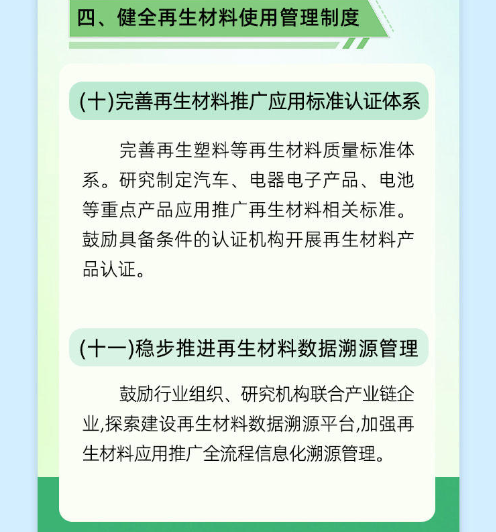 四、健全再生材料使用管理制度
(十)完善再生材料推广应用标准认证体系
完善再生塑料等再生材料质量标准体
系。研究制定汽车、电器电子产品、电池
等重点产品应用推广再生材料相关标准。
鼓励具备条件的认证机构开展再生材料产
品认证。
(十一)稳步推进再生材料数据溯源管理
鼓励行业组织、研究机构联合产业链企
业,探索建设再生材料数据溯源平台,加强再
生材料应用推广全流程信息化溯源管理。